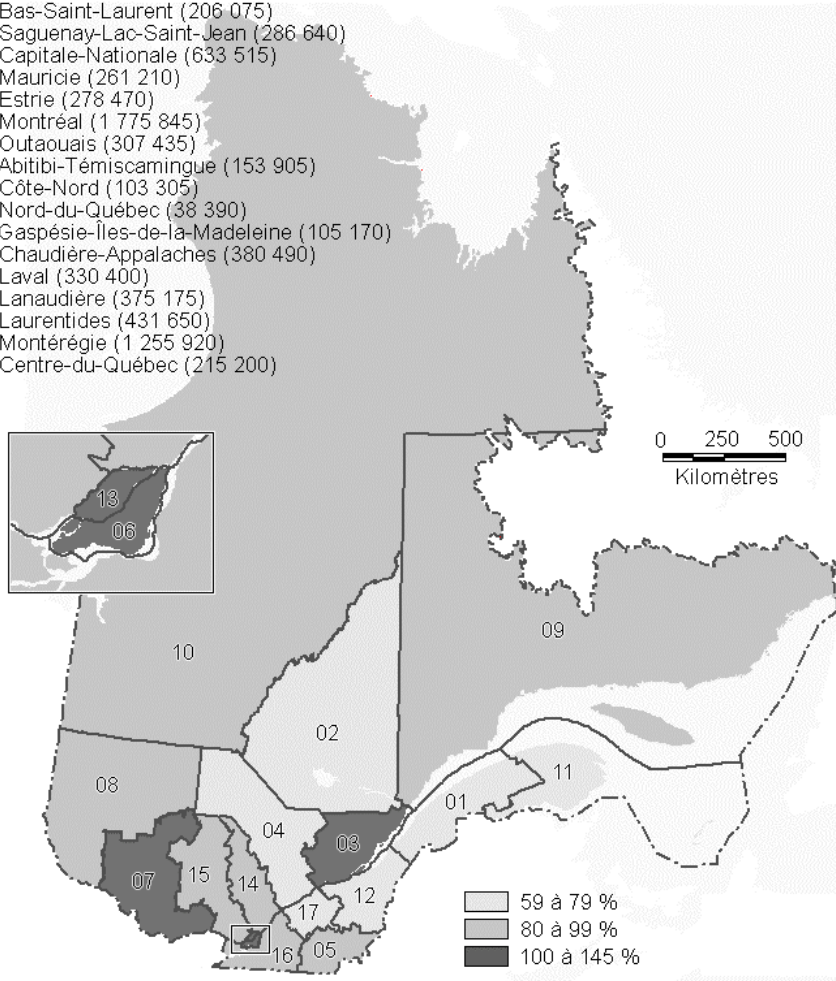 Bas-Saint-Laurent (206 075)
Saguenay-Lac-Saint-Jean (286 640)
Capitale-Nationale (633 515)
Mauricie (261 210)
Estrie (278 470)
Montréal (1 775 845)
Outaouais (307 435)
Abitibi-Témiscamingue (153 905)
Côte-Nord (103 305)
Nord-du-Québec (38 390)
Gaspésie-Îles-de-la-Madeleine (105 170)
Chaudière-Appalaches (380 490)
Laval (330 400)
Lanaudière (375 175)
Laurentides (431 650)
Montérégie (1 255 920)
Centre-du-Québec (215 200)
0 250 500
Kilomètres
13
06
10
09
02
08
11
01
04
03
07
15
14
12
17
16
05
59 à 79 %
80 à 99 %
100 à 145 %